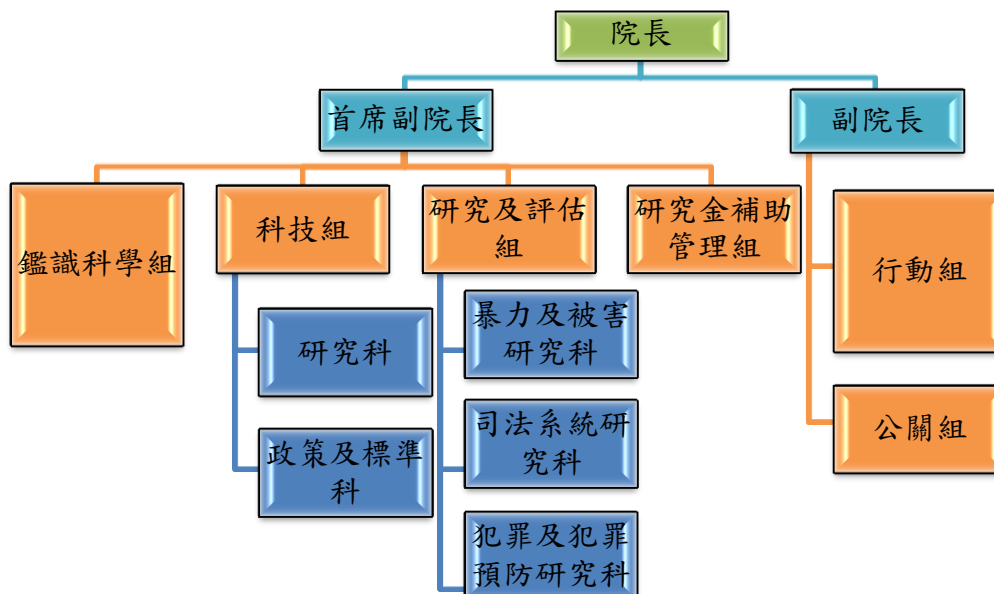 院長
首席副院長
副院長
鑑識科學組
科技組
研究及評估
組
研究金補助
管理組
行動組
研究科
暴力及被害
研究科
政策及標準
科
司法系統研
究科
公關組
犯罪及犯罪
預防研究科